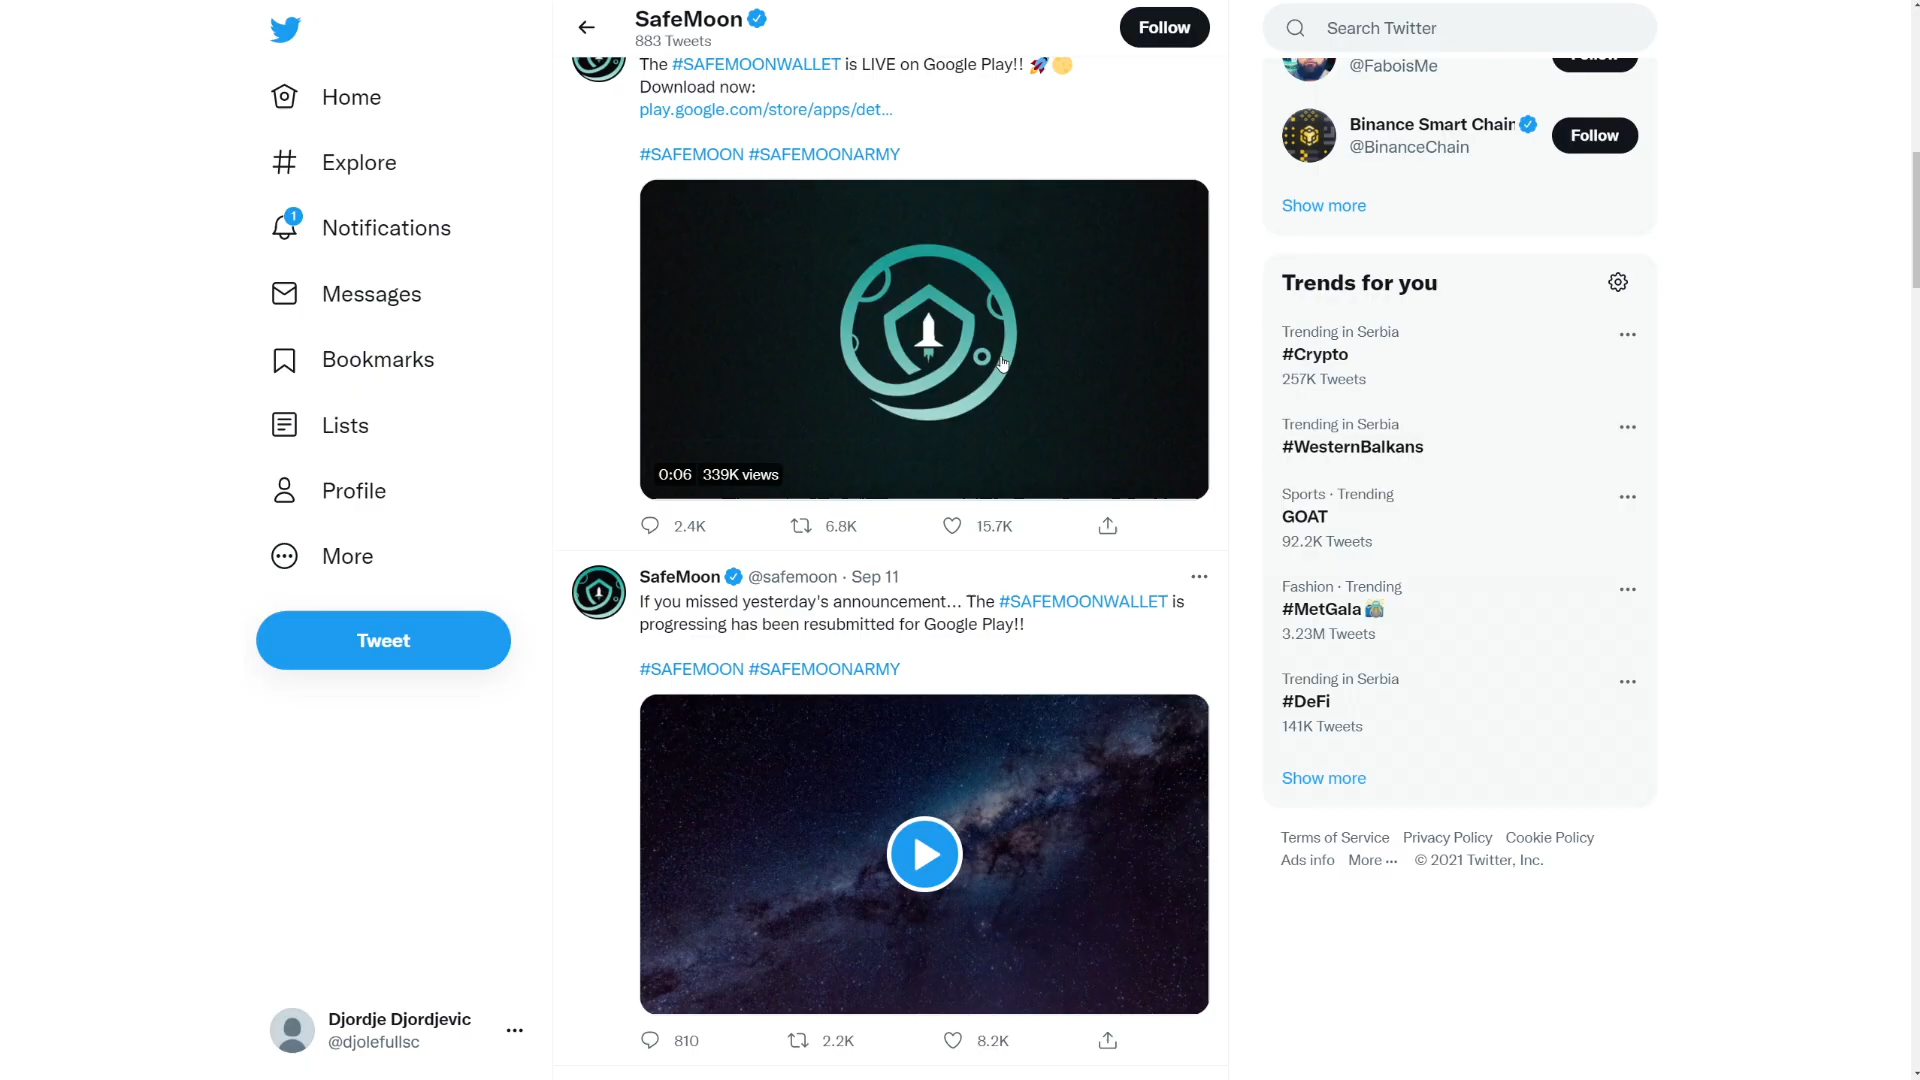 Home
Explore
1
Notifications
Messages
Bookmarks
Lists
Profile
More
Tweet
Djordje Djordjevic
@djolefullsc
SafeMoon
883 Tweets
Follow
The #SAFEMOONWALLET is LIVE on Google Play!! 🚀🌕
Download now:
play.google.com/store/apps/det...
#SAFEMOON #SAFEMOONARMY
0:06 339K views
2.4K 6.8K 15.7K
SafeMoon @safemoon · Sep 11
If you missed yesterday's announcement... The #SAFEMOONWALLET is
progressing has been resubmitted for Google Play!!
#SAFEMOON #SAFEMOONARMY
810 2.2K 8.2K
Search Twitter
@FaboisMe
Binance Smart Chain
@BinanceChain
Follow
Show more
Trends for you
Trending in Serbia
#Crypto
257K Tweets
Trending in Serbia
#WesternBalkans
Sports · Trending
GOAT
92.2K Tweets
Fashion · Trending
#MetGala
3.23M Tweets
Trending in Serbia
#DeFi
141K Tweets
Show more
Terms of Service Privacy Policy Cookie Policy
Ads info More ··· © 2021 Twitter, Inc.